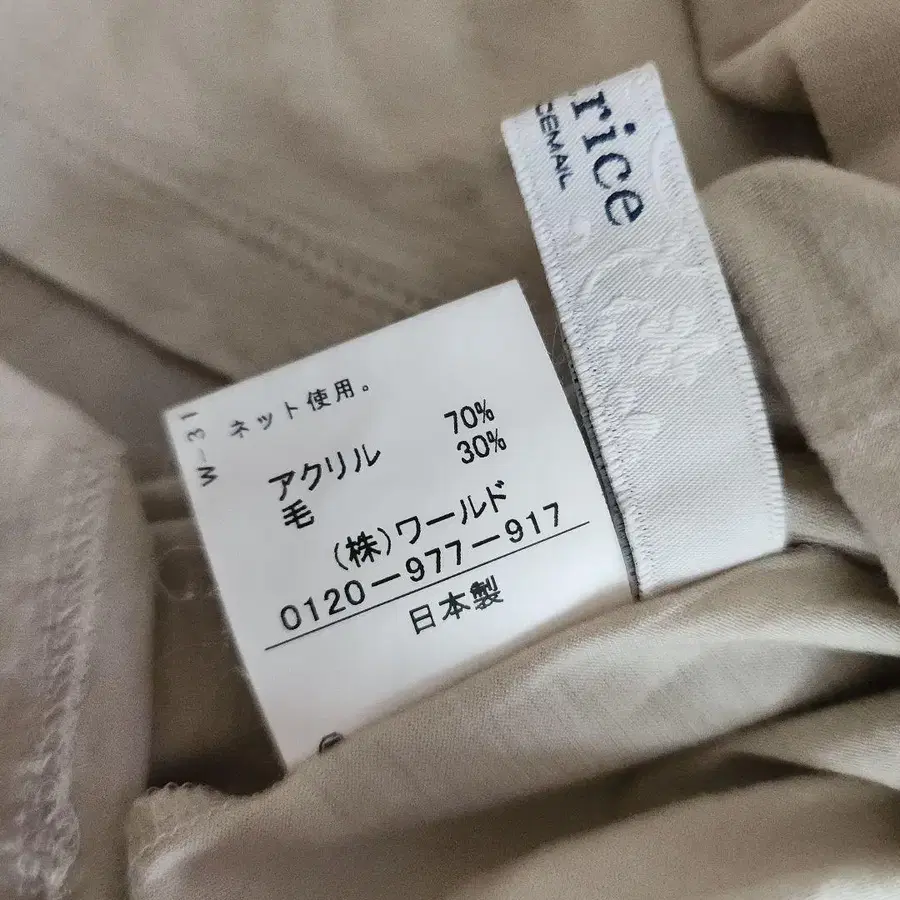 rice
CEMAIL
W-31
ネット使用。
アクリル 70%
毛 30%
(株)ワールド
0120-977-917
日本製